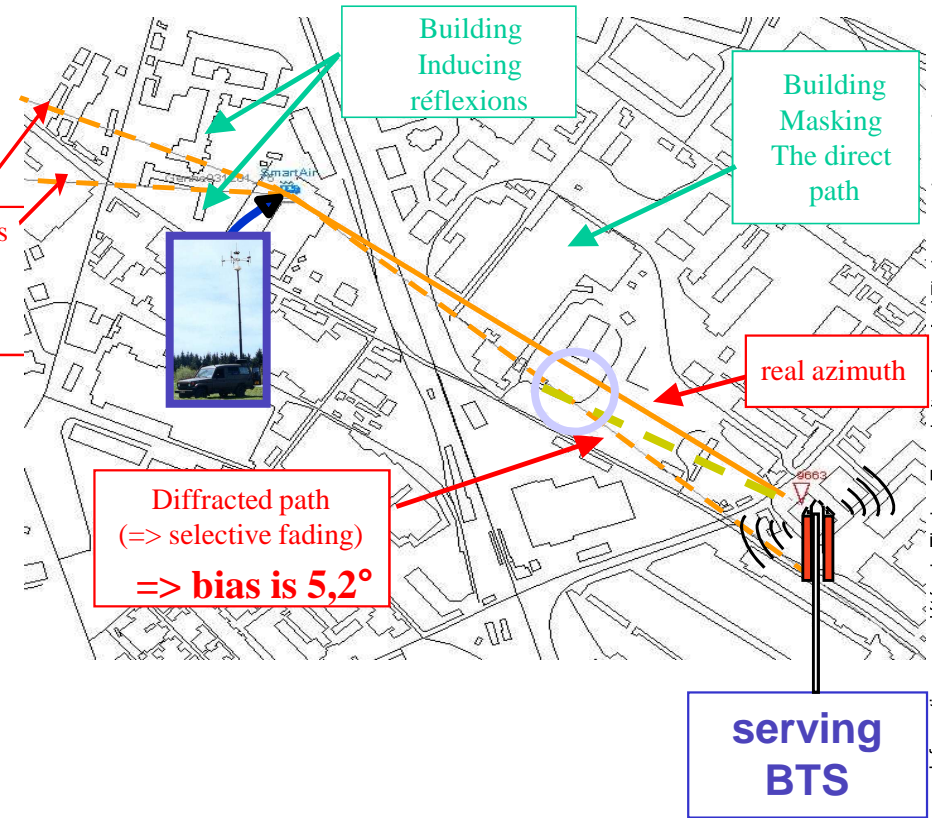 Building
Inducing
réflexions
Building
Masking
The direct
path
SmartAir
s
real azimuth
9663
Diffracted path
(=> selective fading)
=> bias is 5,2°
serving
BTS